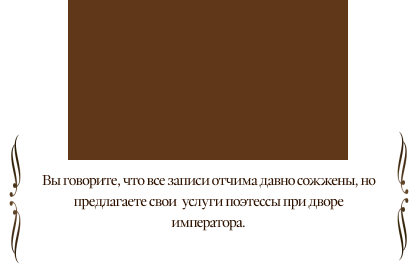 Вы говорите, что все записи отчима давно сожжены, но
предлагаете свои услуги поэтессы при дворе
императора.